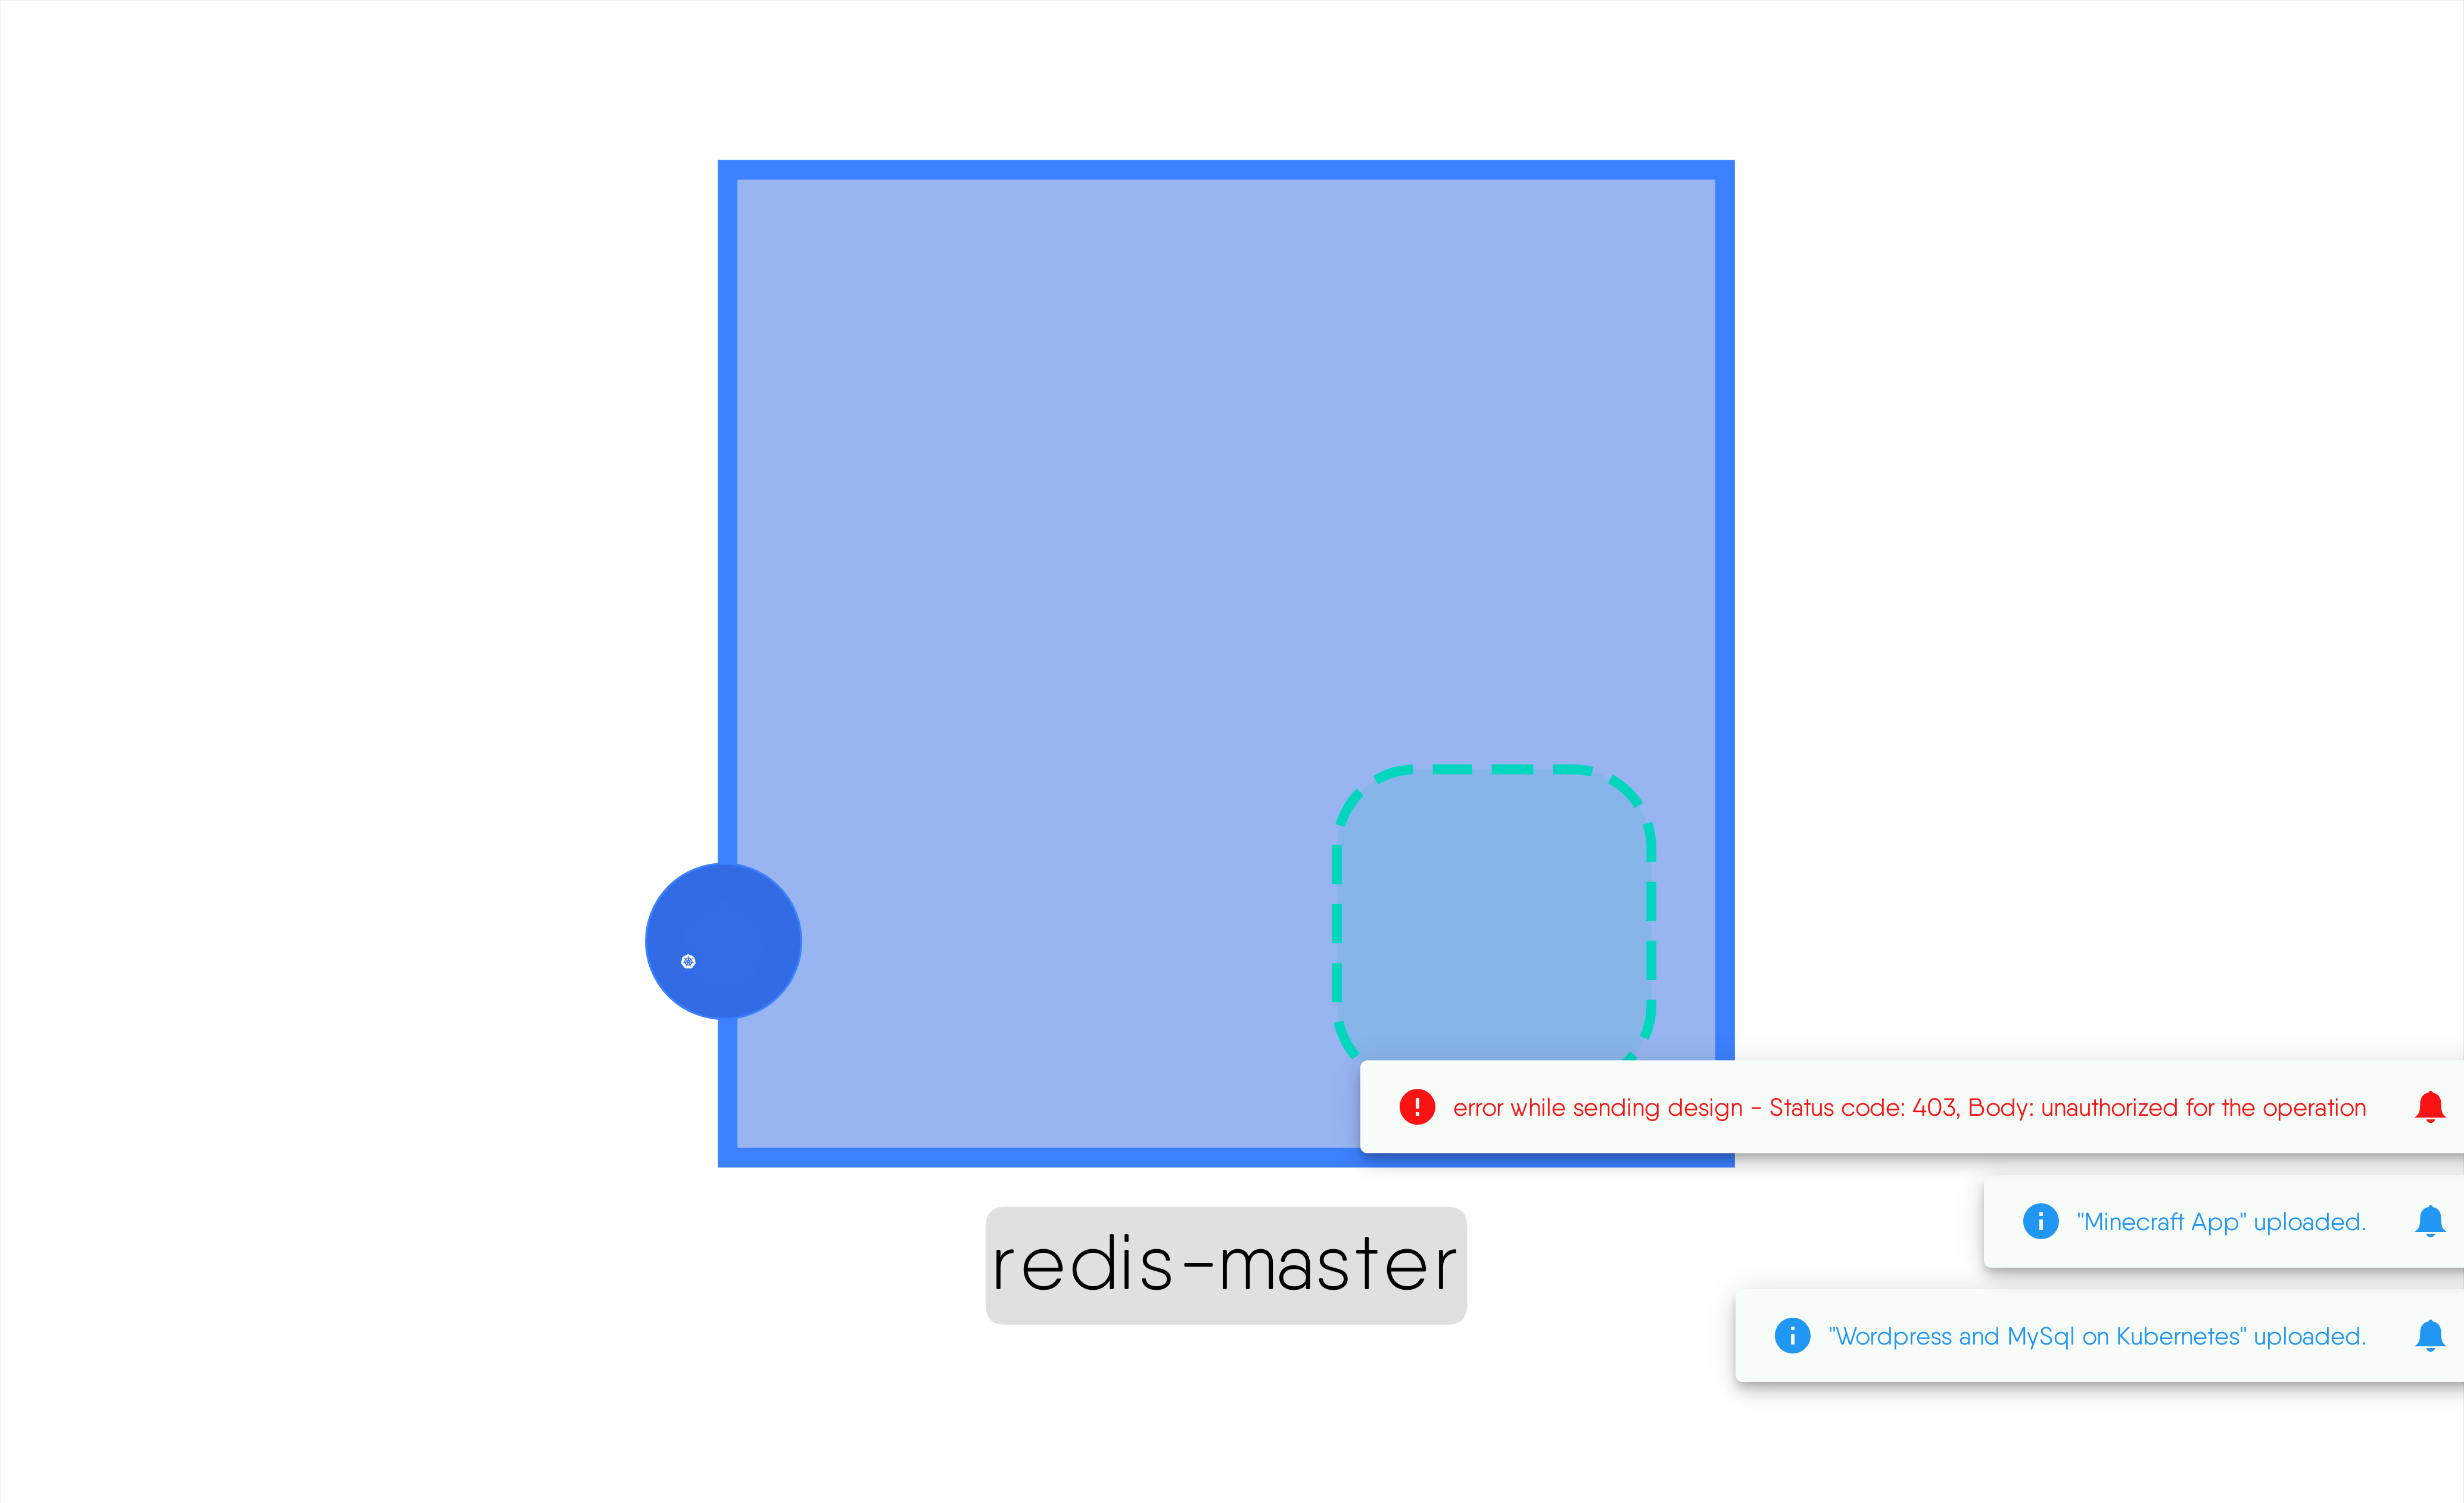 error while sending design - Status code: 403, Body: unauthorized for the operation
"Minecraft App" uploaded.
redis-master
"Wordpress and MySql on Kubernetes" uploaded.